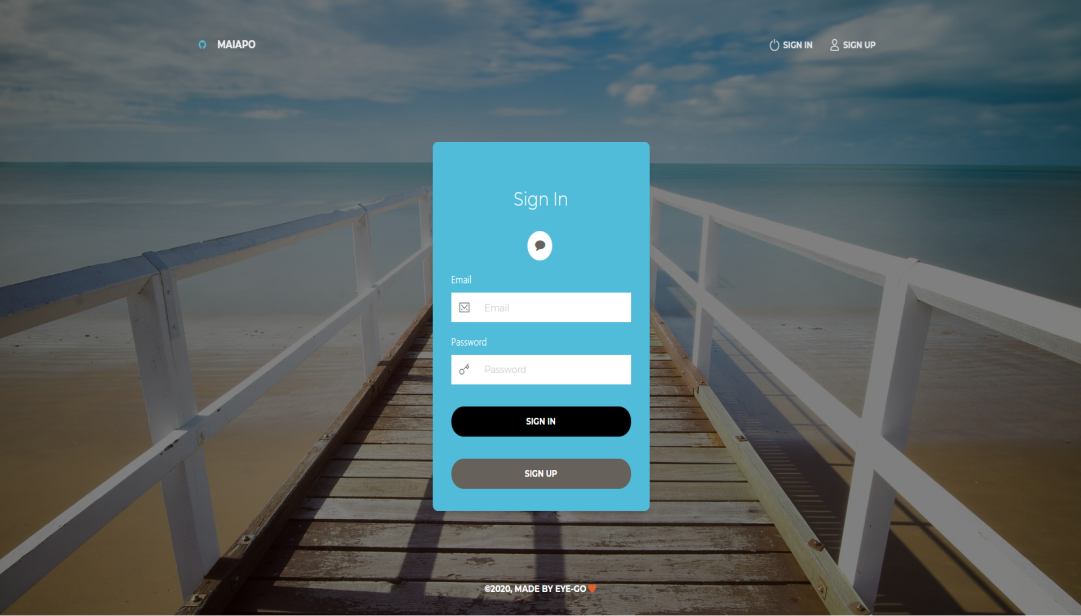 MAIAPO
SIGN IN
SIGN UP
Sign In
Email
Email
Password
Password
SIGN IN
SIGN UP
©2020, MADE BY EYE-GO